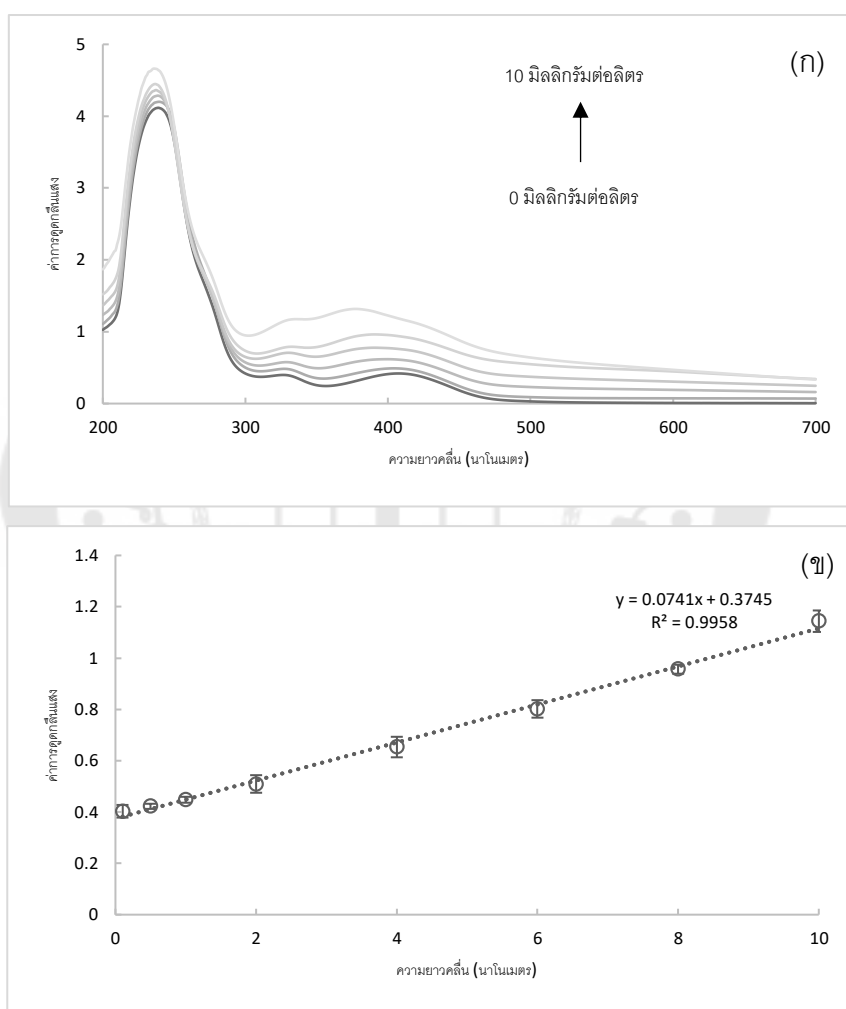 (ก)
10 มิลลิกรัมต่อลิตร
0 มิลลิกรัมต่อลิตร
ค่าการดูดกลืนแสง
5
4
3
2
1
0
200 300 400 500 600 700
ความยาวคลื่น (นาโนเมตร)
(ข)
y = 0.0741x + 0.3745
R² = 0.9958
ค่าการดูดกลืนแสง
1.4
1.2
1
0.8
0.6
0.4
0.2
0
0 2 4 6 8 10
ความยาวคลื่น (นาโนเมตร)